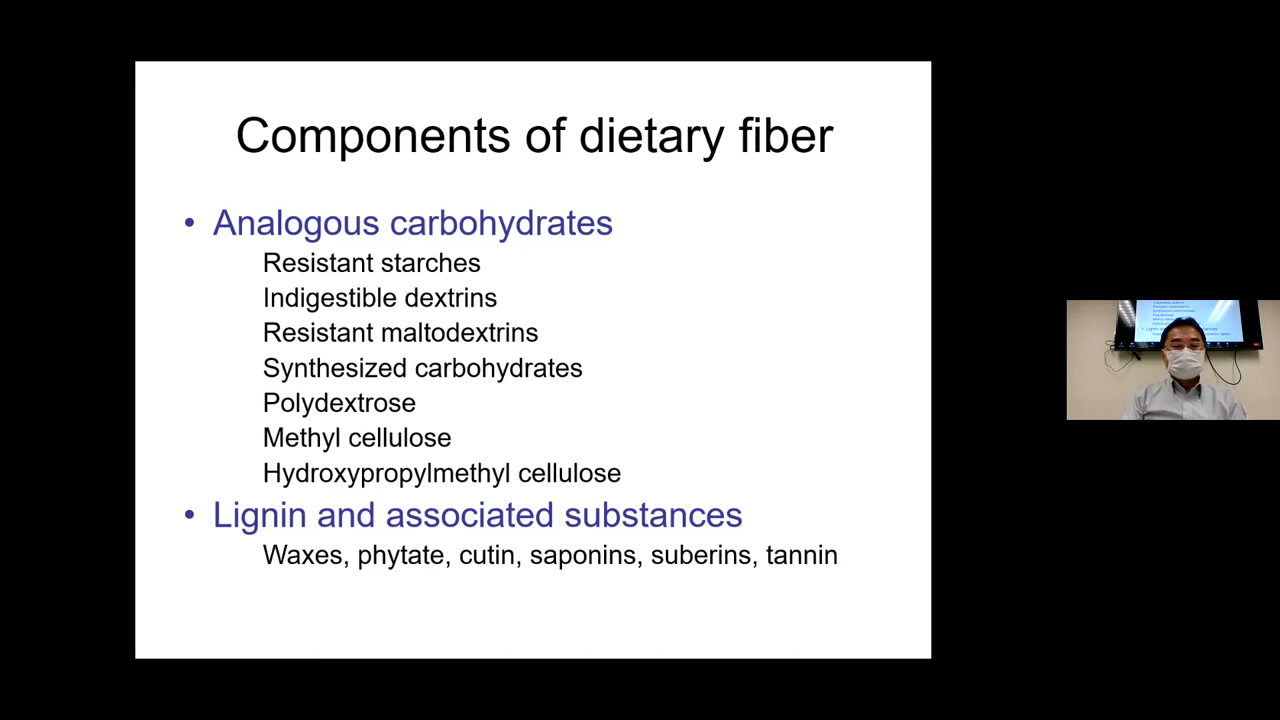 Components of dietary fiber
• Analogous carbohydrates
Resistant starches
Indigestible dextrins
Resistant maltodextrins
Synthesized carbohydrates
Polydextrose
Methyl cellulose
Hydroxypropylmethyl cellulose
• Lignin and associated substances
Waxes, phytate, cutin, saponins, suberins, tannin